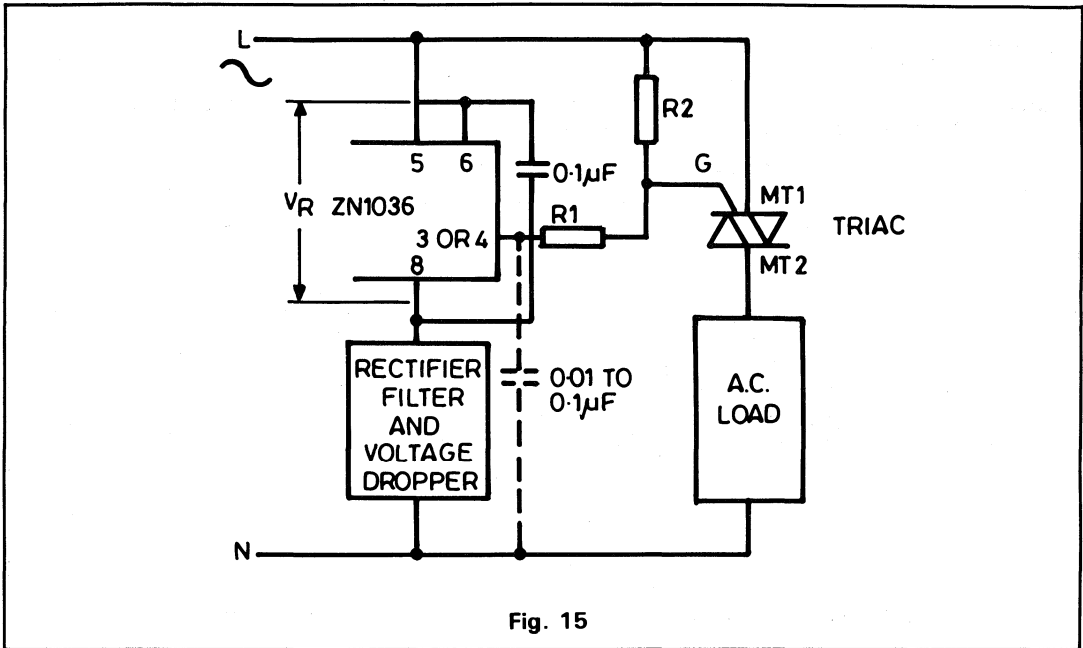 L
R2
5 6
0·1µF
G
MT1
VR ZN1036
R1
TRIAC
3 OR 4
8
MT2
RECTIFIER
FILTER
AND
VOLTAGE
DROPPER
0·01 TO
0·1µF
A.C.
LOAD
N
Fig. 15